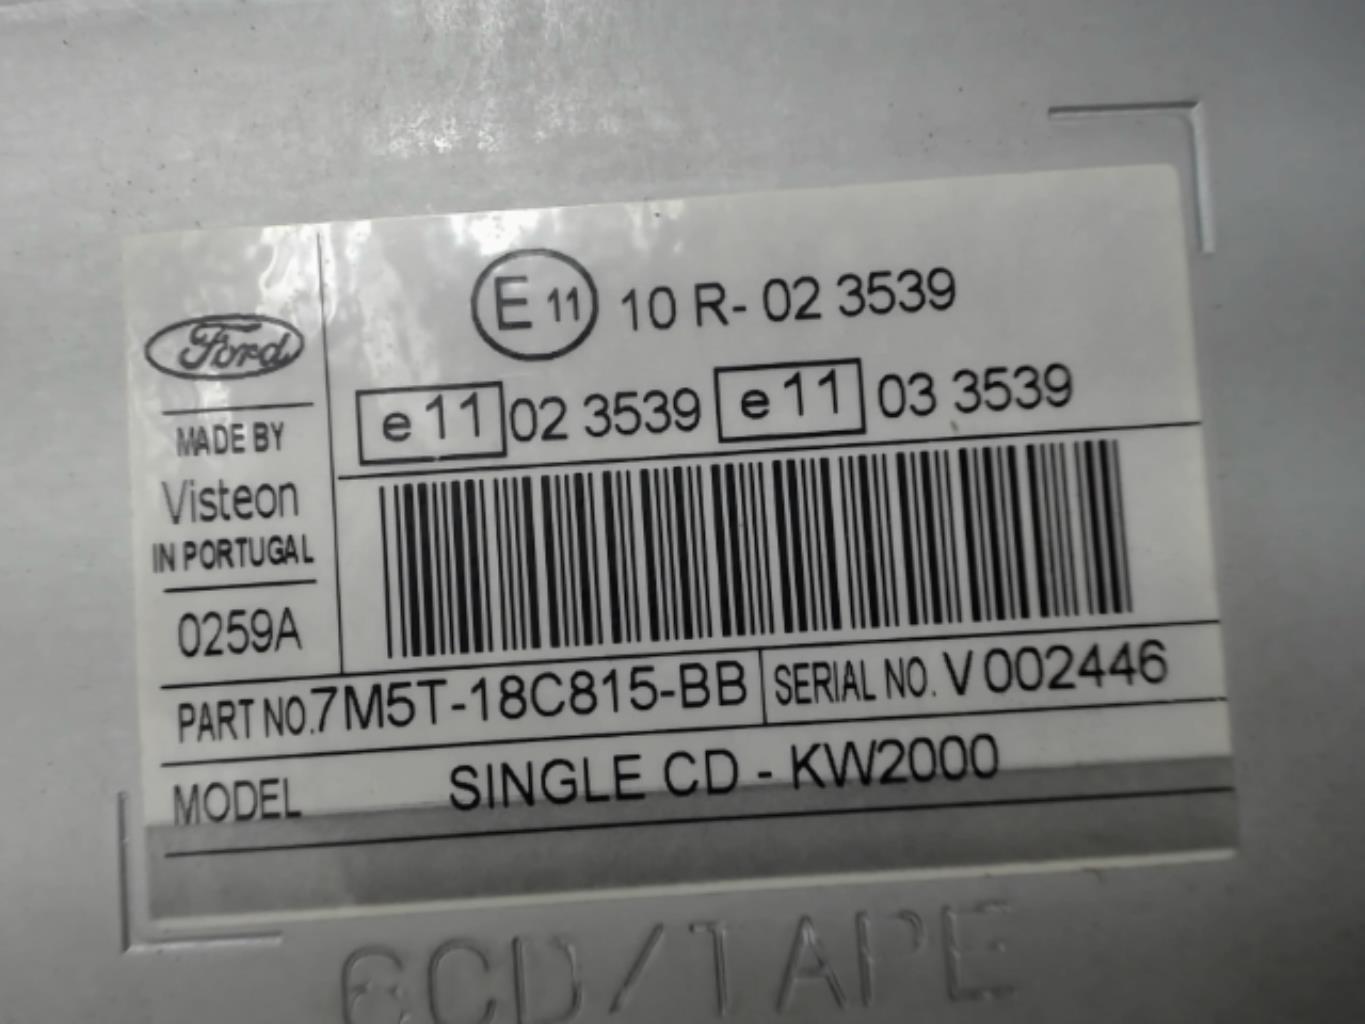 Ford
MADE BY
Visteon
IN PORTUGAL
0259A
E 11 10 R- 02 3539
e 11 02 3539 e 11 03 3539
PART NO. 7M5T-18C815-BB SERIAL NO. V 002446
MODEL SINGLE CD - KW2000
6CD/TAPE